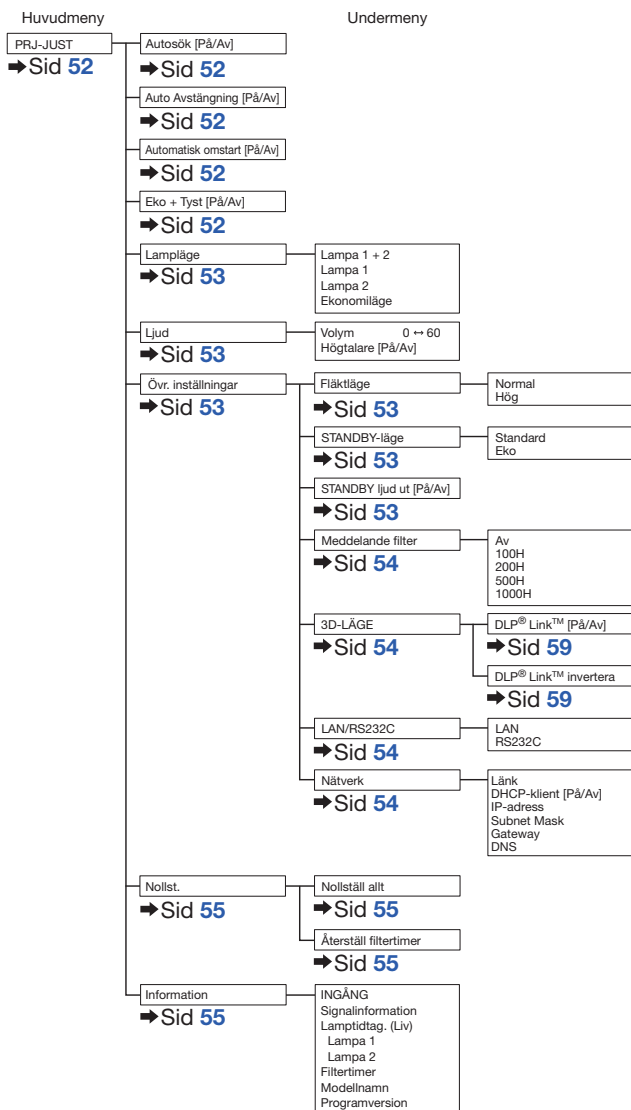 Huvudmeny
Undermeny
PRJ-JUST
➡Sid 52
Autosök [På/Av]
➡Sid 52
Auto Avstängning [På/Av]
➡Sid 52
Automatisk omstart [På/Av]
➡Sid 52
Eko + Tyst [På/Av]
➡Sid 52
Lampläge
➡Sid 53
Lampa 1 + 2
Lampa 1
Lampa 2
Ekonomiläge
Ljud
➡Sid 53
Volym 0 ↔ 60
Högtalare [På/Av]
Övr. inställningar
➡Sid 53
Fläktläge
➡Sid 53
Normal
Hög
STANDBY-läge
➡Sid 53
Standard
Eko
STANDBY ljud ut [På/Av]
➡Sid 53
Meddelande filter
➡Sid 54
Av
100H
200H
500H
1000H
3D-LÄGE
➡Sid 54
DLP® Link™ [På/Av]
➡Sid 59
DLP® Link™ invertera
➡Sid 59
LAN/RS232C
➡Sid 54
LAN
RS232C
Nätverk
➡Sid 54
Länk
DHCP-klient [På/Av]
IP-adress
Subnet Mask
Gateway
DNS
Nollst.
➡Sid 55
Nollställ allt
➡Sid 55
Återställ filtertimer
➡Sid 55
Information
➡Sid 55
INGÅNG
Signalinformation
Lamptidtag. (Liv)
Lampa 1
Lampa 2
Filtertimer
Modellnamn
Programversion